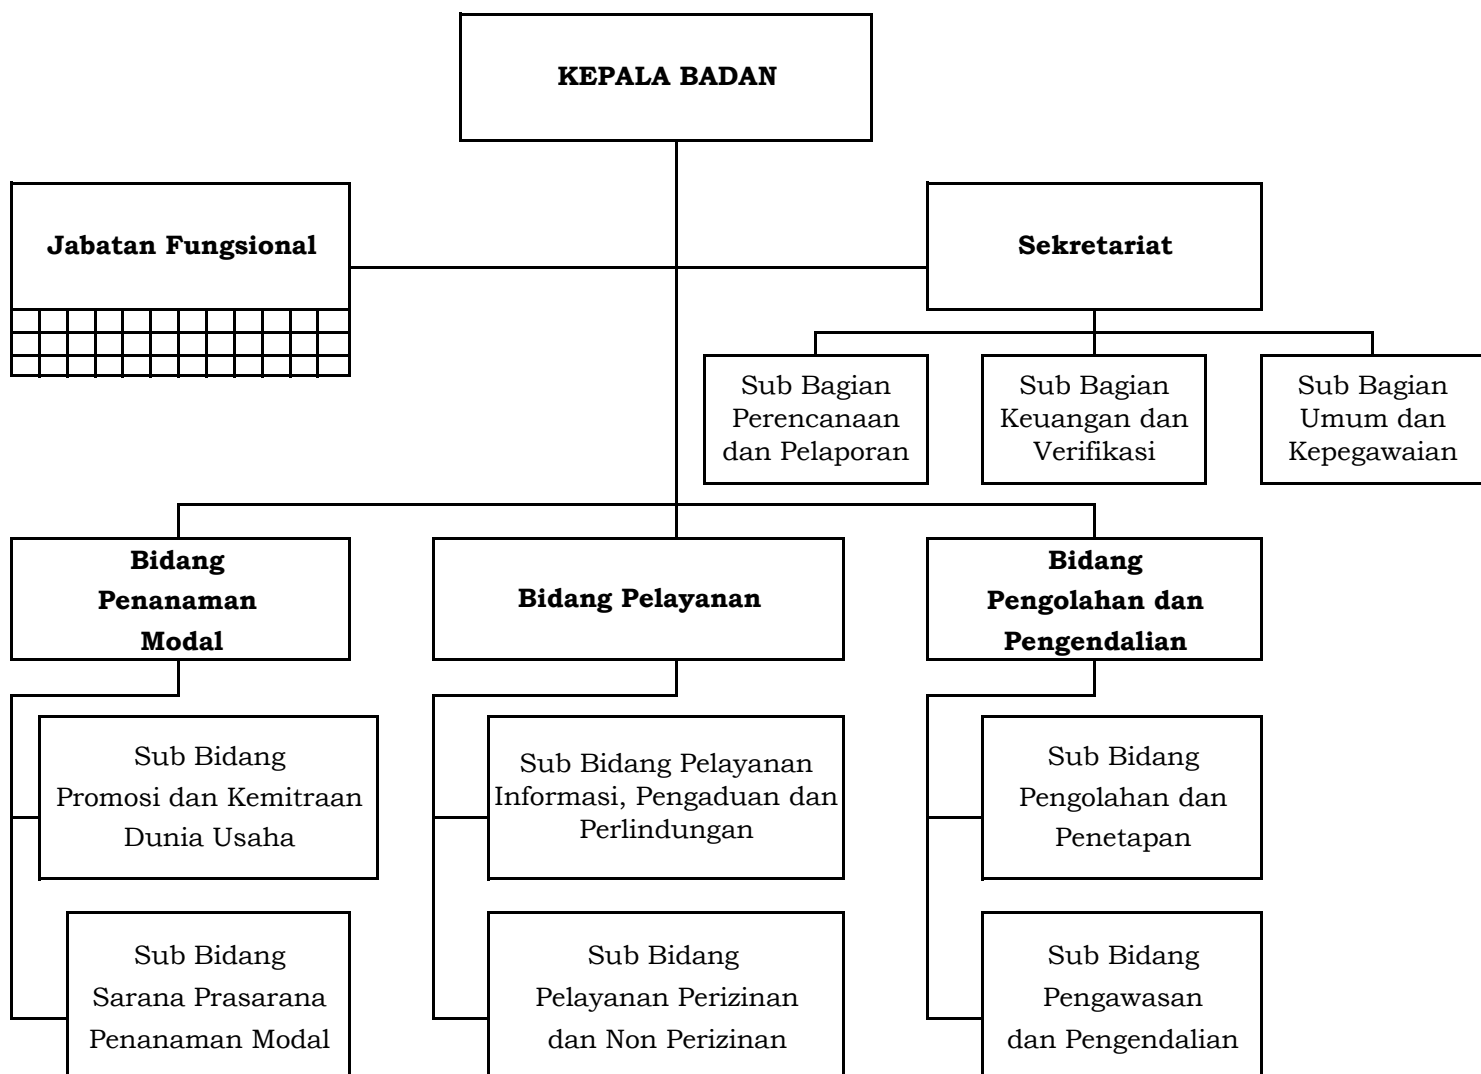 KEPALA BADAN
Jabatan Fungsional
Sekretariat
Sub Bagian
Perencanaan
dan Pelaporan
Sub Bagian
Keuangan dan
Verifikasi
Sub Bagian
Umum dan
Kepegawaian
Bidang
Penanaman
Modal
Bidang Pelayanan
Bidang
Pengolahan dan
Pengendalian
Sub Bidang
Promosi dan Kemitraan
Dunia Usaha
Sub Bidang Pelayanan
Informasi, Pengaduan dan
Perlindungan
Sub Bidang
Pengolahan dan
Penetapan
Sub Bidang
Sarana Prasarana
Penanaman Modal
Sub Bidang
Pelayanan Perizinan
dan Non Perizinan
Sub Bidang
Pengawasan
dan Pengendalian